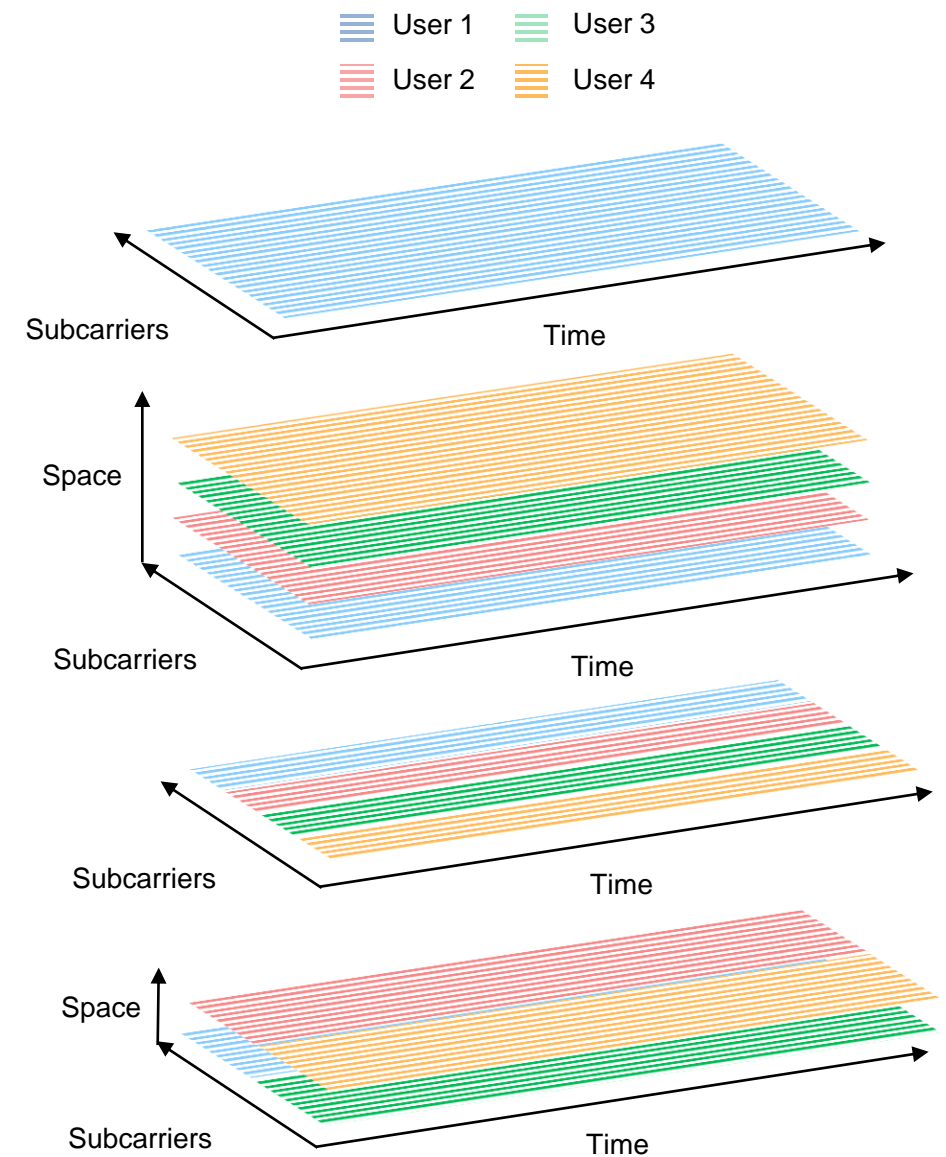 User 1
User 3
User 2
User 4
Subcarriers
Time
Space
Subcarriers
Time
Subcarriers
Time
Space
Subcarriers
Time